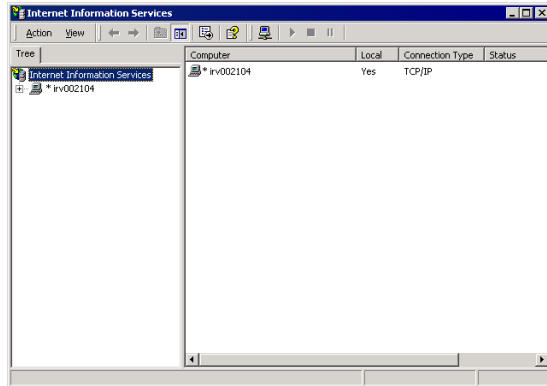 Internet Information Services
Action View
Tree
Computer Local Connection Type Status
Internet Information Services
* irv002104
* irv002104 Yes TCP/IP